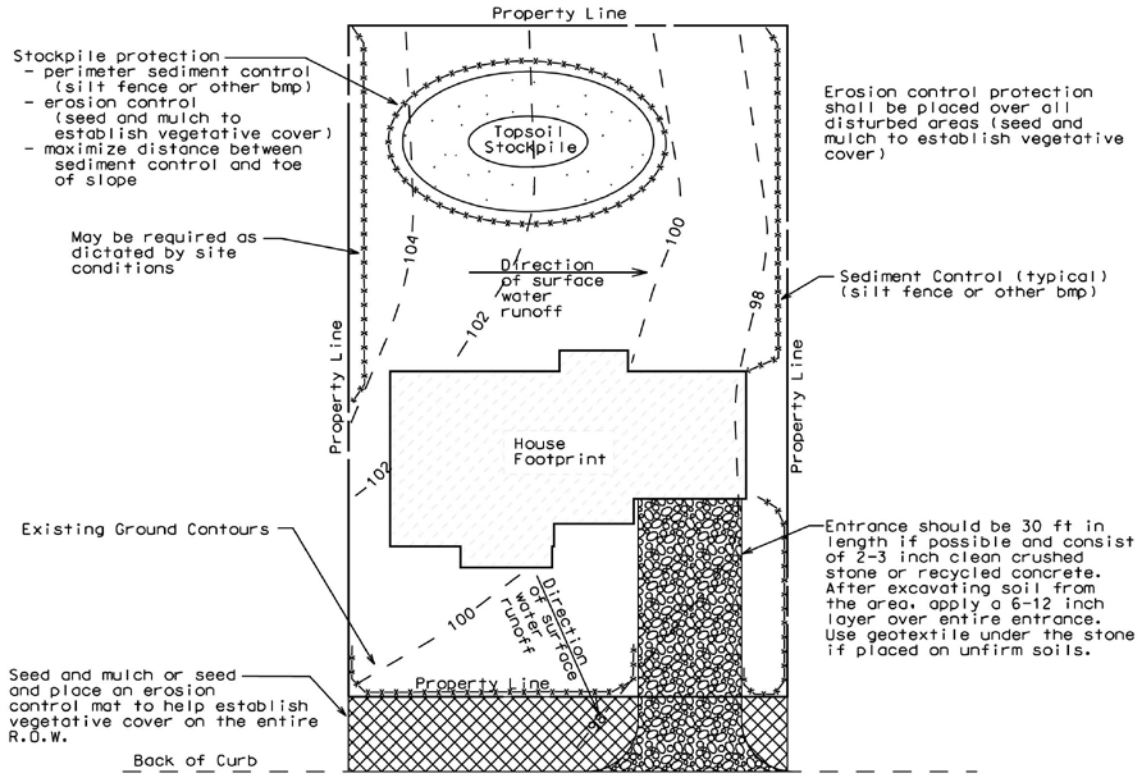 Property Line
Stockpile protection
- perimeter sediment control
(silt fence or other bmp)
- erosion control
(seed and mulch to
establish vegetative cover)
- maximize distance between
sediment control and toe
of slope
Erosion control protection
shall be placed over all
disturbed areas (seed and
mulch to establish vegetative
cover)
Topsoil
Stockpile
May be required as
dictated by site
conditions
104
100
Direction
of surface
water
runoff
102
98
Sediment Control (typical)
(silt fence or other bmp)
Property Line
Property Line
House
Footprint
102
Existing Ground Contours
Entrance should be 30 ft in
length if possible and consist
of 2-3 inch clean crushed
stone or recycled concrete.
After excavating soil from
the area, apply a 6-12 inch
layer over entire entrance.
Use geotextile under the stone
if placed on unfirm soils.
100
Direction
of surface
water
runoff
Seed and mulch or seed
and place an erosion
control mat to help establish
vegetative cover on the entire
R.O.W.
Property Line
98
Back of Curb